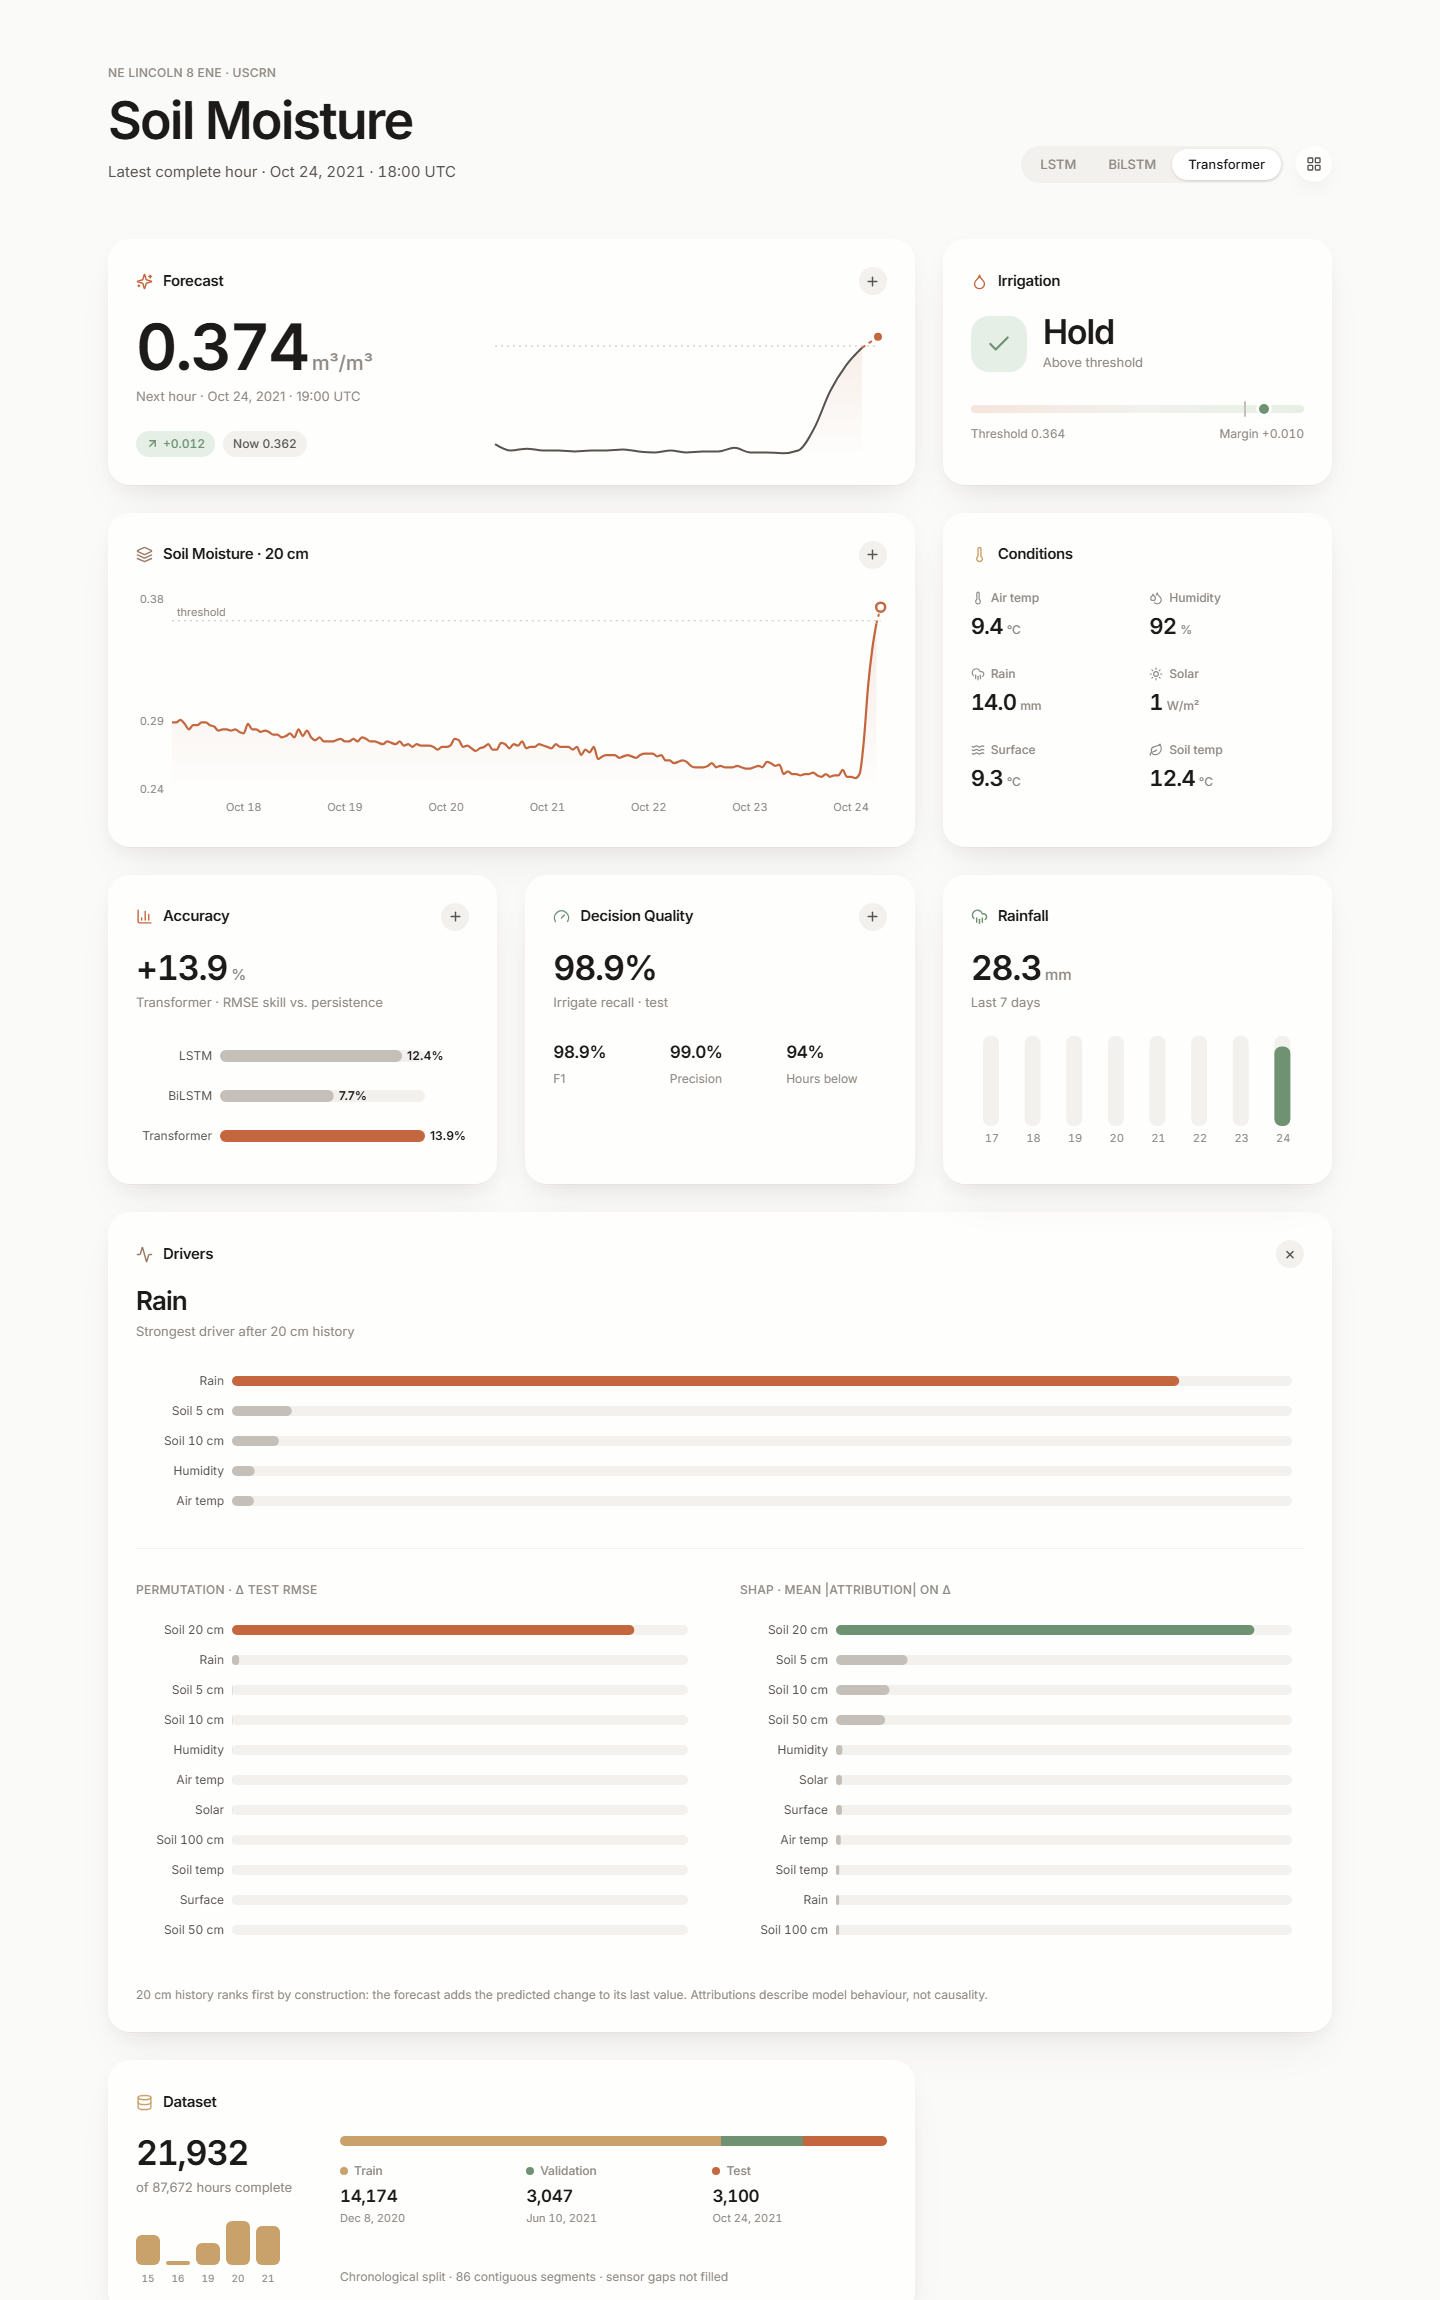 NE LINCOLN 8 ENE · USCRN
Soil Moisture
Latest complete hour · Oct 24, 2021 · 18:00 UTC
LSTM BiLSTM Transformer
Forecast
0.374 m³/m³
Next hour · Oct 24, 2021 · 19:00 UTC
+0.012 Now 0.362
Irrigation
Hold
Above threshold
Threshold 0.364 Margin +0.010
Soil Moisture · 20 cm
0.38
threshold
0.29
0.24
Oct 18 Oct 19 Oct 20 Oct 21 Oct 22 Oct 23 Oct 24
Conditions
Air temp Humidity
9.4 °C 92 %
Rain Solar
14.0 mm 1 W/m²
Surface Soil temp
9.3 °C 12.4 °C
Accuracy
+13.9 %
Transformer · RMSE skill vs. persistence
LSTM 12.4%
BiLSTM 7.7%
Transformer 13.9%
Decision Quality
98.9%
Irrigate recall · test
98.9% 99.0% 94%
F1 Precision Hours below
Rainfall
28.3 mm
Last 7 days
17 18 19 20 21 22 23 24
Drivers
Rain
Strongest driver after 20 cm history
Rain
Soil 5 cm
Soil 10 cm
Humidity
Air temp
PERMUTATION · Δ TEST RMSE
Soil 20 cm
Rain
Soil 5 cm
Soil 10 cm
Humidity
Air temp
Solar
Soil 100 cm
Soil temp
Surface
Soil 50 cm
SHAP · MEAN |ATTRIBUTION| ON Δ
Soil 20 cm
Soil 5 cm
Soil 10 cm
Soil 50 cm
Humidity
Solar
Surface
Air temp
Soil temp
Rain
Soil 100 cm
20 cm history ranks first by construction: the forecast adds the predicted change to its last value. Attributions describe model behaviour, not causality.
Dataset
21,932
of 87,672 hours complete
15 16 19 20 21
Train Validation Test
14,174 3,047 3,100
Dec 8, 2020 Jun 10, 2021 Oct 24, 2021
Chronological split · 86 contiguous segments · sensor gaps not filled